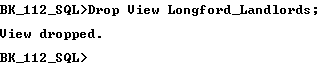 BK_112_SQL>Drop View Longford_Landlords;
View dropped.
BK_112_SQL>